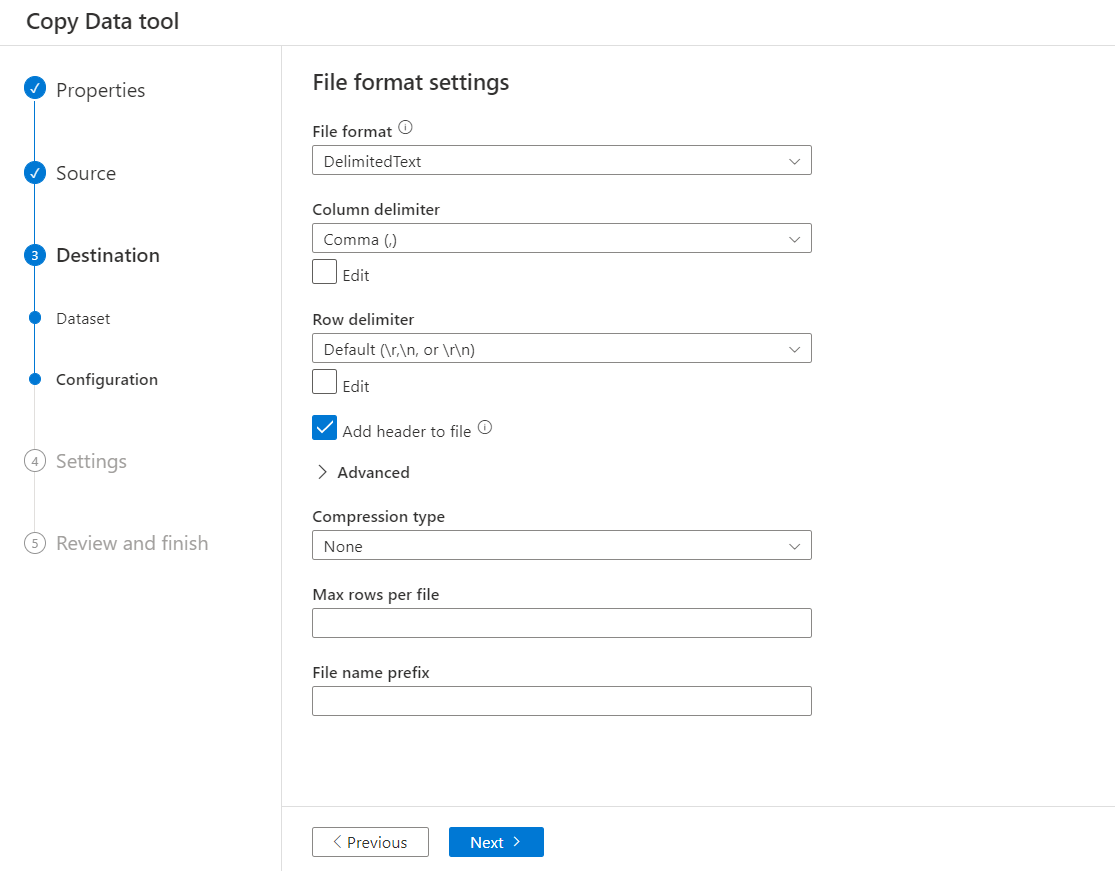 Copy Data tool
Properties
Source
3 Destination
Dataset
Configuration
4 Settings
5 Review and finish
File format settings
File format
DelimitedText
Column delimiter
Comma (,)
Edit
Row delimiter
Default (\r,\n, or \r\n)
Edit
Add header to file
Advanced
Compression type
None
Max rows per file
File name prefix
Previous
Next